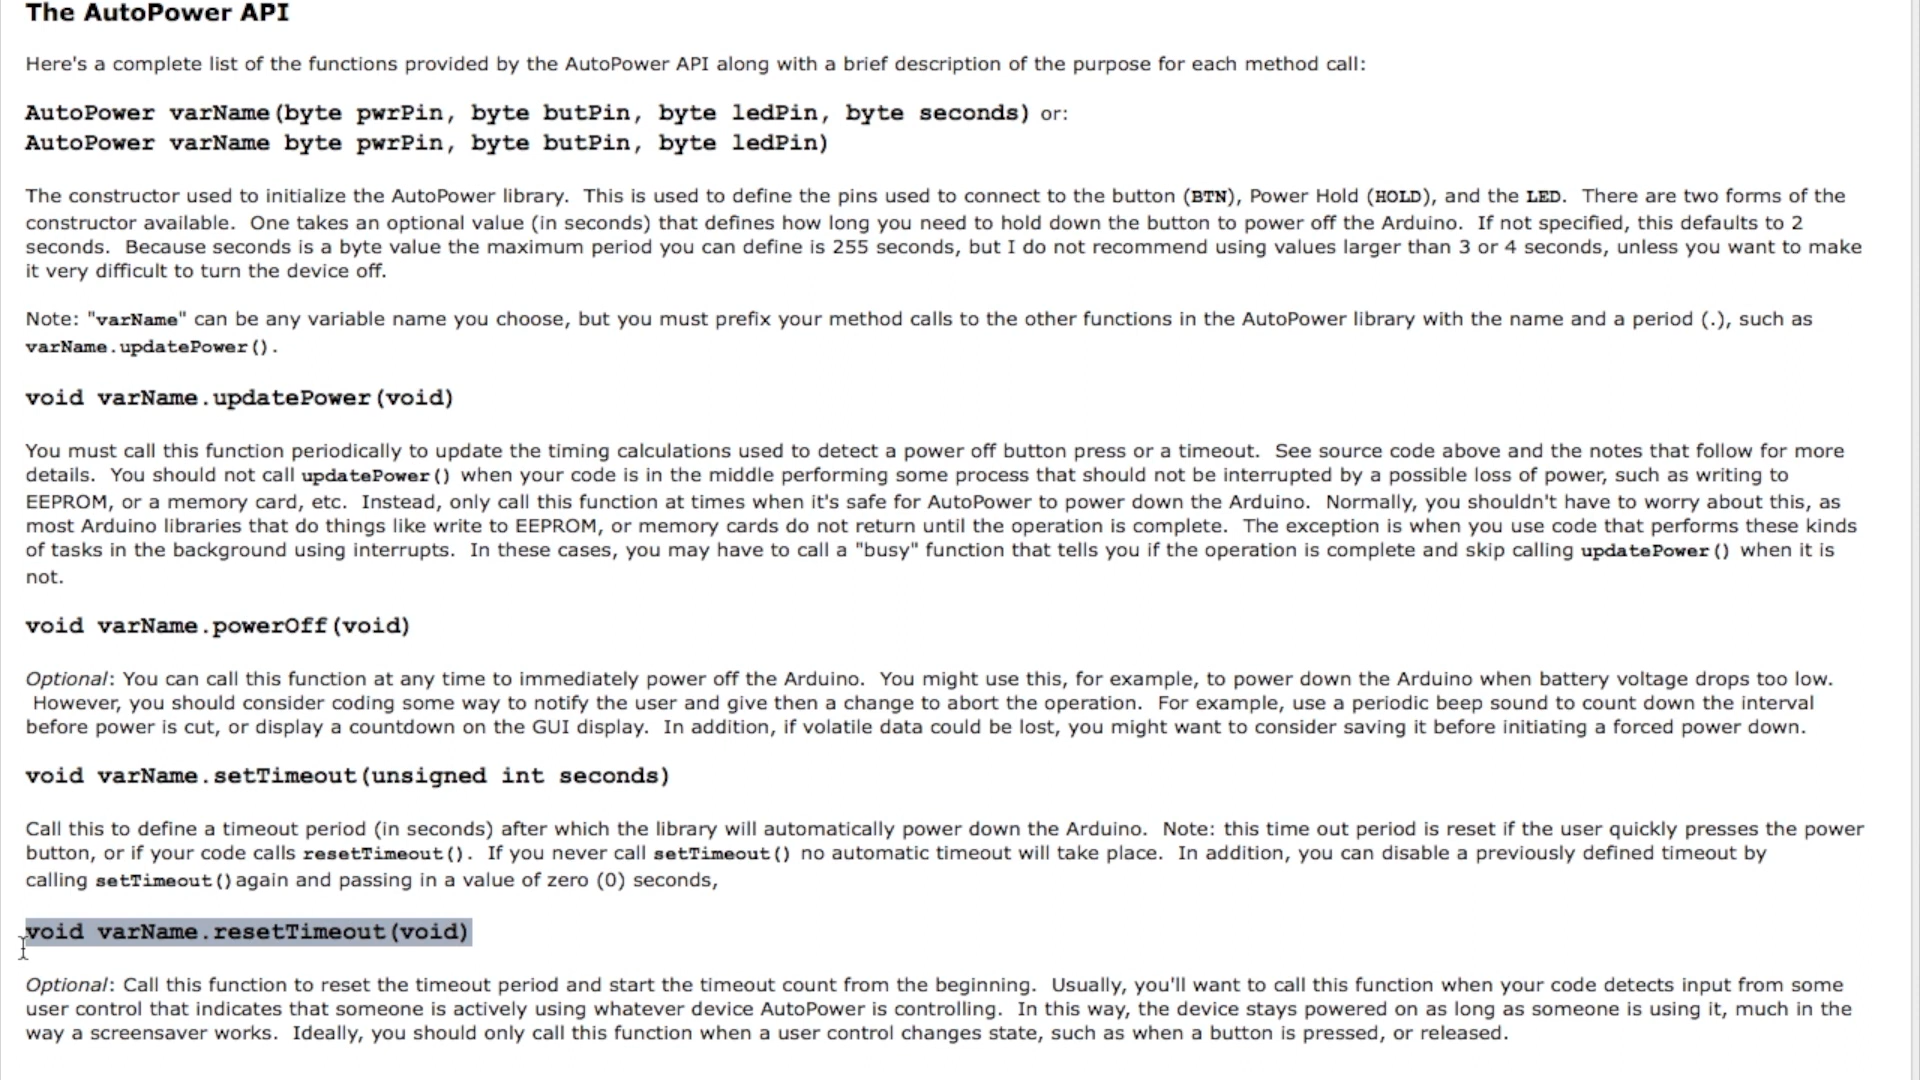 The AutoPower API
Here's a complete list of the functions provided by the AutoPower API along with a brief description of the purpose for each method call:
AutoPower varName(byte pwrPin, byte butPin, byte ledPin, byte seconds) or:
AutoPower varName byte pwrPin, byte butPin, byte ledPin)
The constructor used to initialize the AutoPower library.  This is used to define the pins used to connect to the button (BTN), Power Hold (HOLD), and the LED.  There are two forms of the
constructor available.  One takes an optional value (in seconds) that defines how long you need to hold down the button to power off the Arduino.  If not specified, this defaults to 2
seconds.  Because seconds is a byte value the maximum period you can define is 255 seconds, but I do not recommend using values larger than 3 or 4 seconds, unless you want to make
it very difficult to turn the device off.
Note: "varName" can be any variable name you choose, but you must prefix your method calls to the other functions in the AutoPower library with the name and a period (.), such as
varName.updatePower().
void varName.updatePower(void)
You must call this function periodically to update the timing calculations used to detect a power off button press or a timeout.  See source code above and the notes that follow for more
details.  You should not call updatePower() when your code is in the middle performing some process that should not be interrupted by a possible loss of power, such as writing to
EEPROM, or a memory card, etc.  Instead, only call this function at times when it's safe for AutoPower to power down the Arduino.  Normally, you shouldn't have to worry about this, as
most Arduino libraries that do things like write to EEPROM, or memory cards do not return until the operation is complete.  The exception is when you use code that performs these kinds
of tasks in the background using interrupts.  In these cases, you may have to call a "busy" function that tells you if the operation is complete and skip calling updatePower() when it is
not.
void varName.powerOff(void)
Optional: You can call this function at any time to immediately power off the Arduino.  You might use this, for example, to power down the Arduino when battery voltage drops too low.
However, you should consider coding some way to notify the user and give then a change to abort the operation.  For example, use a periodic beep sound to count down the interval
before power is cut, or display a countdown on the GUI display.  In addition, if volatile data could be lost, you might want to consider saving it before initiating a forced power down.
void varName.setTimeout(unsigned int seconds)
Call this to define a timeout period (in seconds) after which the library will automatically power down the Arduino.  Note: this time out period is reset if the user quickly presses the power
button, or if your code calls resetTimeout().  If you never call setTimeout() no automatic timeout will take place.  In addition, you can disable a previously defined timeout by
calling setTimeout()again and passing in a value of zero (0) seconds,
void varName.resetTimeout(void)
Optional: Call this function to reset the timeout period and start the timeout count from the beginning.  Usually, you'll want to call this function when your code detects input from some
user control that indicates that someone is actively using whatever device AutoPower is controlling.  In this way, the device stays powered on as long as someone is using it, much in the
way a screensaver works.  Ideally, you should only call this function when a user control changes state, such as when a button is pressed, or released.